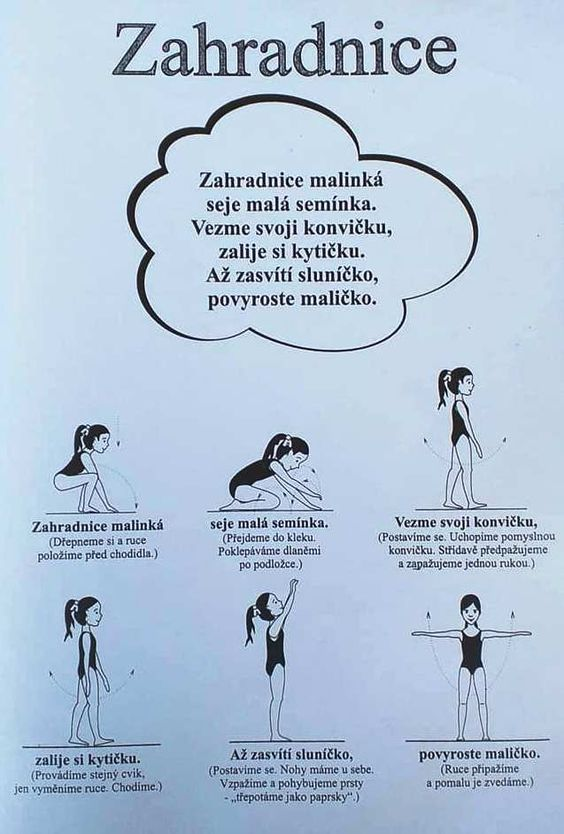 Zahradnice
Zahradnice malinká
seje malá semínka.
Vezme svoji konvičku,
zalije si kytičku.
Až zasvítí sluníčko,
povyroste maličko.
Zahradnice malinká
(Dřepneme si a ruce
položíme před chodidla.)
seje malá semínka.
(Přejdeme do kleku.
Poklepáváme dlaněmi
po podložce.)
Vezme svoji konvičku,
(Postavíme se. Uchopíme pomyslnou
konvičku. Střídavě předpažujeme
a zapažujeme jednou rukou.)
zalije si kytičku.
(Provádíme stejný cvik,
jen vyměníme ruce. Chodíme.)
Až zasvítí sluníčko,
(Postavíme se. Nohy máme u sebe.
Vzpažíme a pohybujeme prsty
- „třepotáme jako paprsky“.)
povyroste maličko.
(Ruce připažíme
a pomalu je zvedáme.)